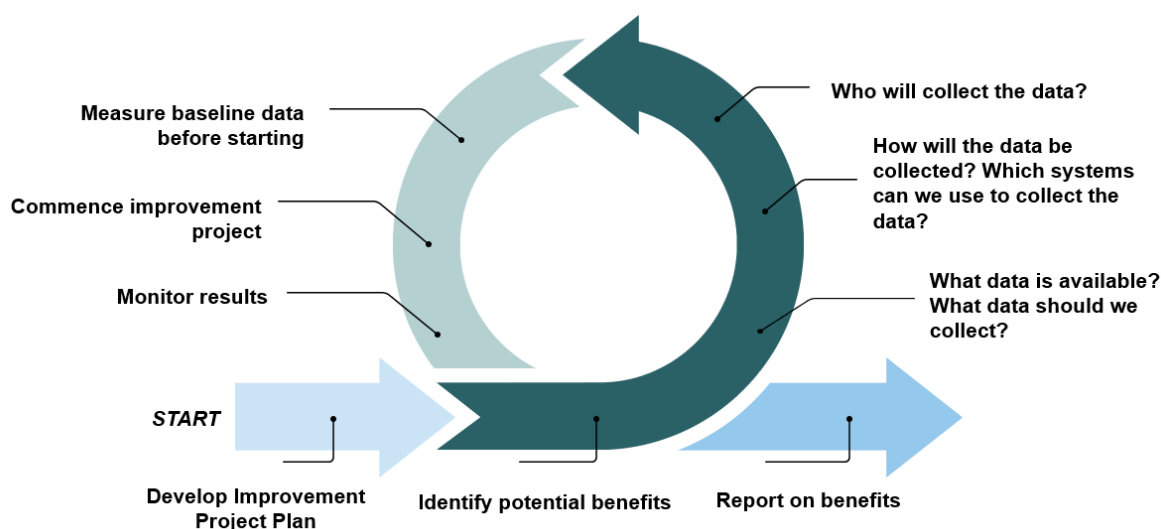 Measure baseline data
before starting
Commence improvement
project
Monitor results
START
Develop Improvement
Project Plan
Identify potential benefits
Report on benefits
What data is available?
What data should we
collect?
How will the data be
collected? Which systems
can we use to collect the
data?
Who will collect the data?